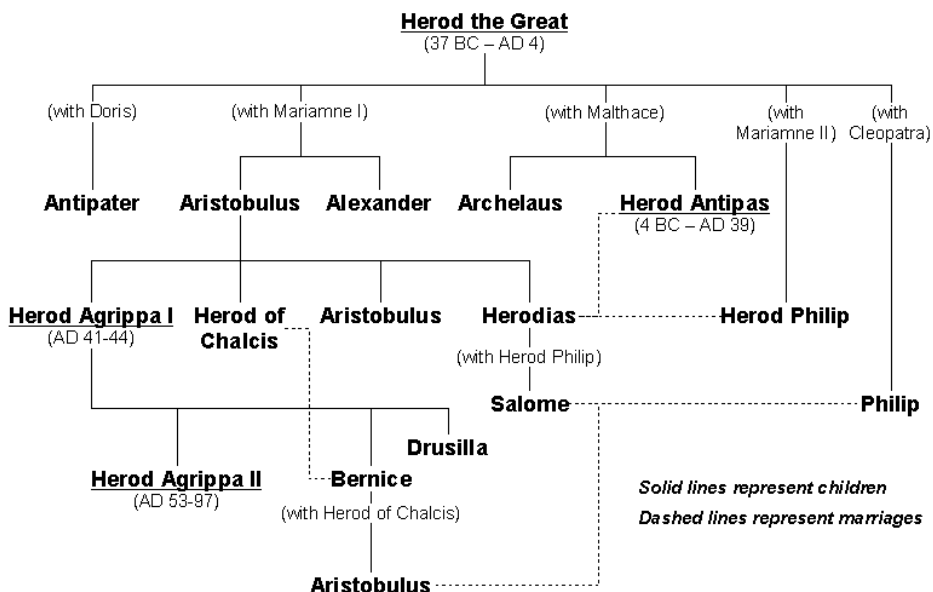 Herod the Great
(37 BC – AD 4)
(with Doris)
(with Mariamne I)
(with Malthace)
(with
Mariamne II)
(with
Cleopatra)
Antipater
Aristobulus
Alexander
Archelaus
Herod Antipas
(4 BC – AD 39)
Herod Agrippa I
(AD 41-44)
Herod of
Chalcis
Aristobulus
Herodias
Herod Philip
(with Herod Philip)
Salome
Philip
Drusilla
Herod Agrippa II
(AD 53-97)
Bernice
(with Herod of Chalcis)
Solid lines represent children
Dashed lines represent marriages
Aristobulus